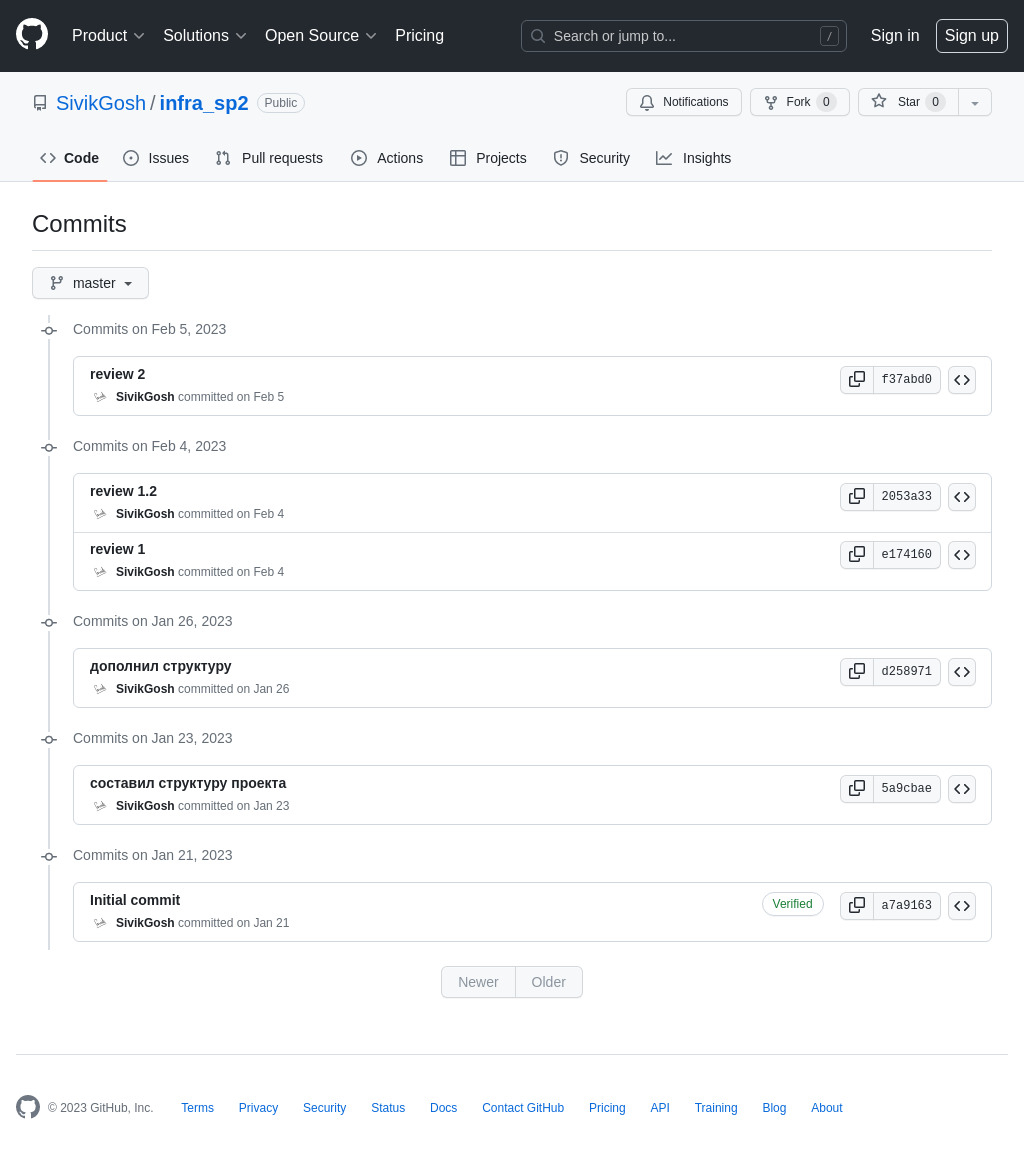 Product Solutions Open Source Pricing Search or jump to... / Sign in Sign up
SivikGosh / infra_sp2 Public Notifications Fork 0 Star 0
Code Issues Pull requests Actions Projects Security Insights
Commits
master
Commits on Feb 5, 2023
review 2
f37abd0
SivikGosh committed on Feb 5
Commits on Feb 4, 2023
review 1.2
2053a33
SivikGosh committed on Feb 4
review 1
e174160
SivikGosh committed on Feb 4
Commits on Jan 26, 2023
дополнил структуру
d258971
SivikGosh committed on Jan 26
Commits on Jan 23, 2023
составил структуру проекта
5a9cbae
SivikGosh committed on Jan 23
Commits on Jan 21, 2023
Initial commit
Verified a7a9163
SivikGosh committed on Jan 21
Newer Older
© 2023 GitHub, Inc. Terms Privacy Security Status Docs Contact GitHub Pricing API Training Blog About